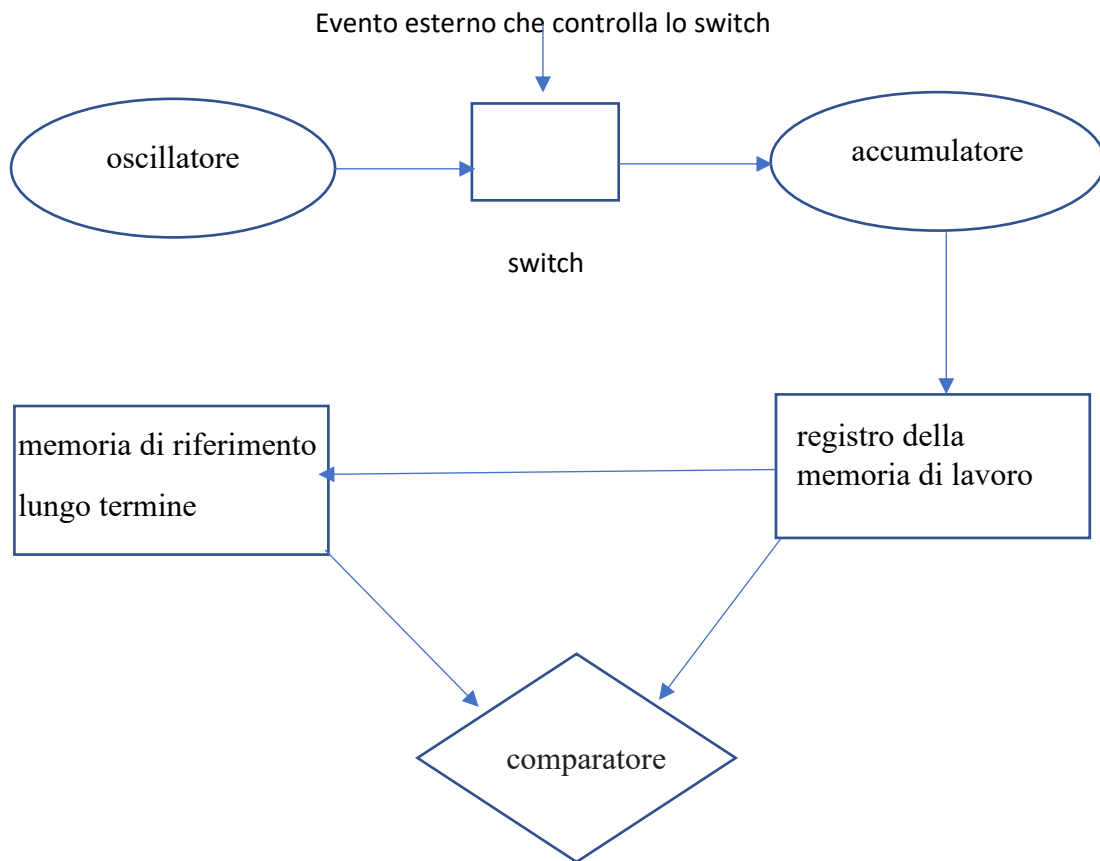 Evento esterno che controlla lo switch
oscillatore
accumulatore
switch
memoria di riferimento
lungo termine
registro della
memoria di lavoro
comparatore